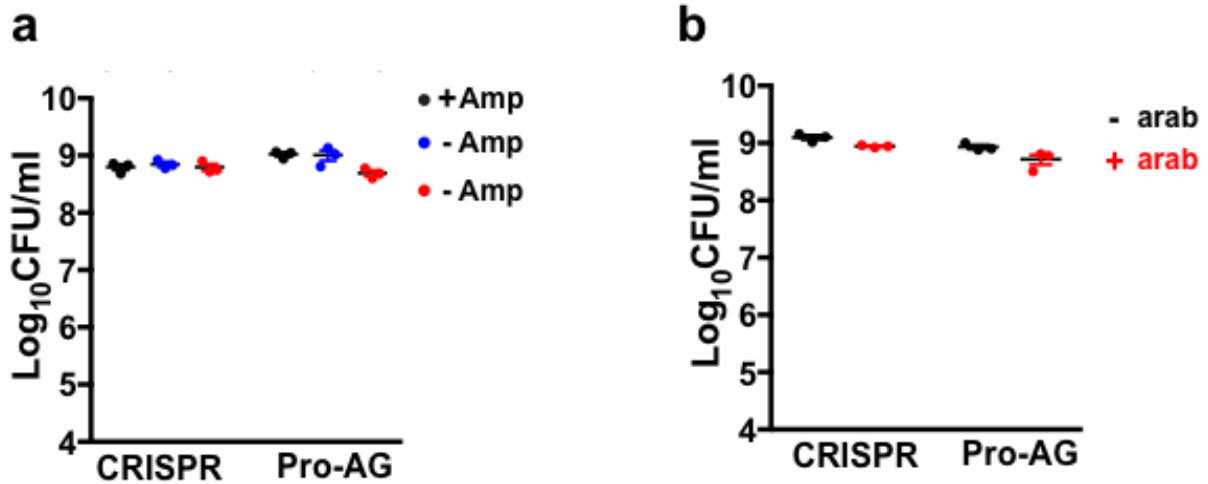 a
10
9
8
7
6
5
4
Log10CFU/ml
CRISPR
Pro-AG
+ Amp
- Amp
- Amp
b
10
9
8
7
6
5
4
Log10CFU/ml
CRISPR
Pro-AG
- arab
+ arab